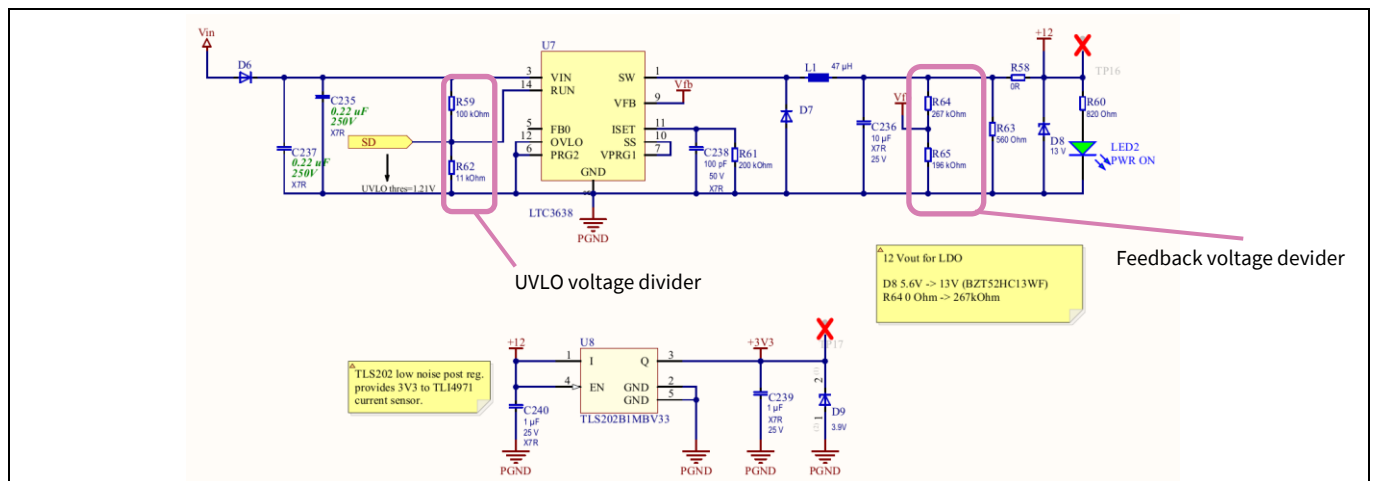 Vin
D6
C235
0.22 uF
250V
X7R
C237
0.22 uF
250V
X7R
SD
UVLO thres=1.21V
R59
100 kOhm
R62
11 kOhm
U7
3 VIN
14 RUN
5 FB0
12 OVLO
6 PRG2
SW 1
VFB 9
ISET 11
SS 10
VPRG1 7
GND
LTC3638
PGND
Vfb
C238
100 pF
50 V
X7R
R61
200 kOhm
D7
L1 47 µH
C236
10 µF
X7R
25 V
R64
267 kOhm
R65
196 kOhm
R63
560 Ohm
R58
0R
+12
TP16
D8
13 V
R60
820 Ohm
LED2
PWR ON
UVLO voltage divider
Feedback voltage devider
12 Vout for LDO
D8 5.6V -> 13V (BZT52HC13WF)
R64 0 Ohm -> 267kOhm
TLS202 low noise post reg.
provides 3V3 to TLI4971
current sensor.
+12
C240
1 µF
25 V
X7R
PGND
U8
1 I
4 EN
Q 3
GND 2
GND 5
TLS202B1MBV33
PGND
+3V3
C239
1 µF
X7R
25 V
PGND
2
1
D9
3.9V
PGND